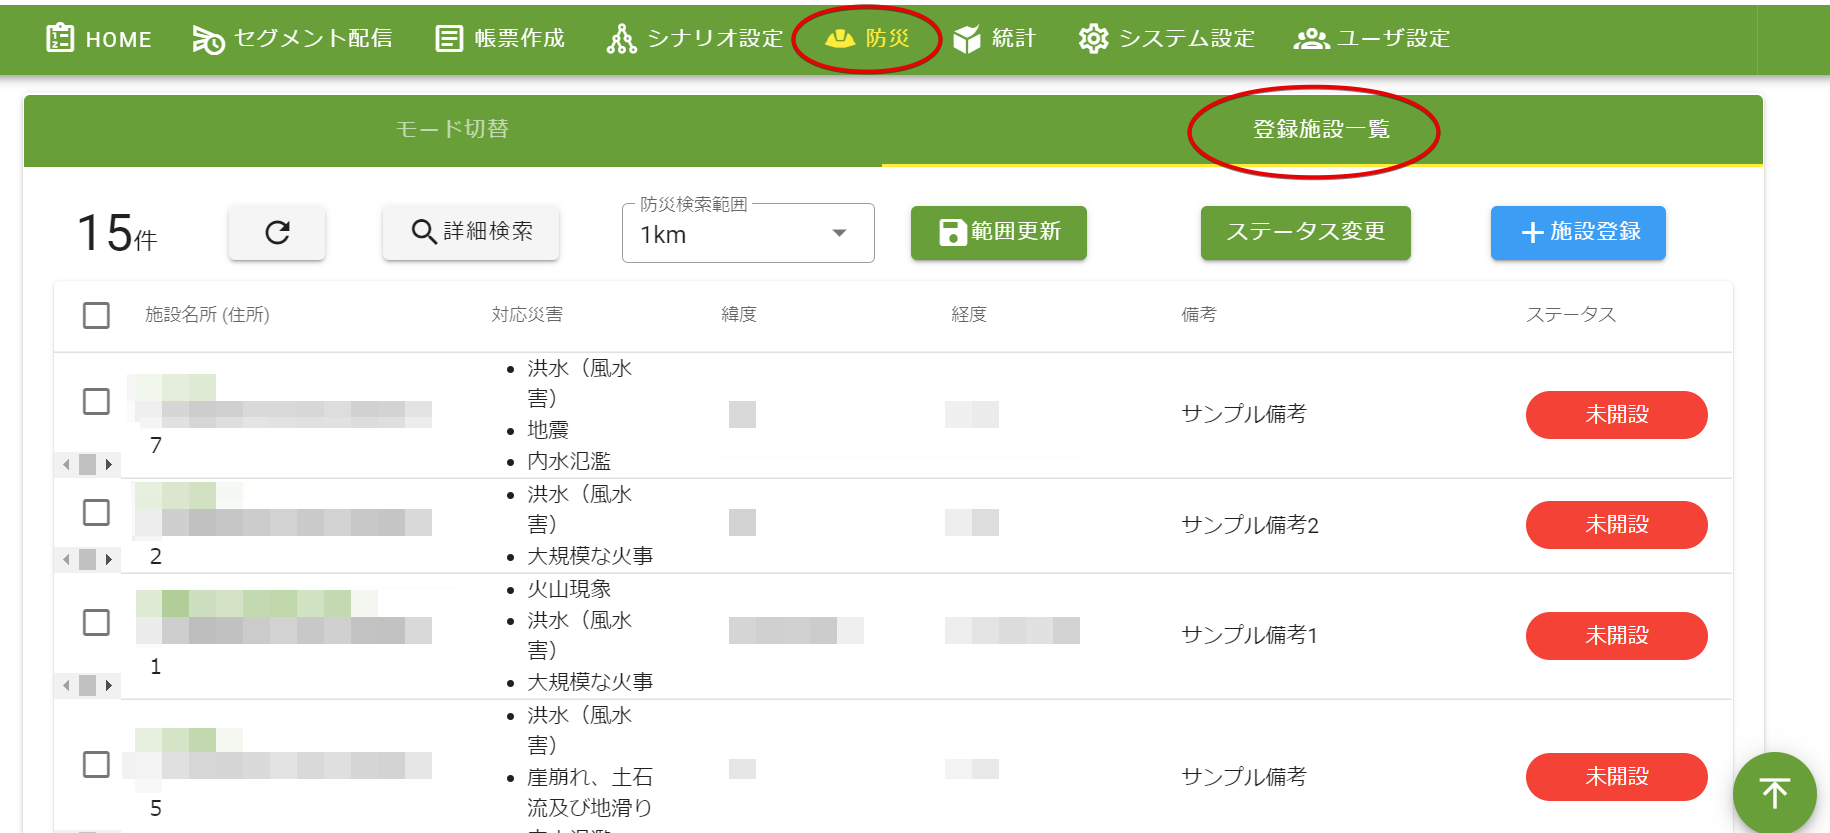 HOME セグメント配信 帳票作成 シナリオ設定 防災 統計 システム設定 ユーザ設定
モード切替 登録施設一覧
15件 詳細検索 防災検索範囲 1km 範囲更新 ステータス変更 +施設登録
施設名所 (住所) 対応災害 緯度 経度 備考 ステータス
洪水（風水
害）
地震
内水氾濫
7
サンプル備考
未開設
洪水（風水
害）
大規模な火事
2
サンプル備考2
未開設
火山現象
洪水（風水
害）
大規模な火事
1
サンプル備考1
未開設
洪水（風水
害）
崖崩れ、土石
流及び地滑り
5
サンプル備考
未開設